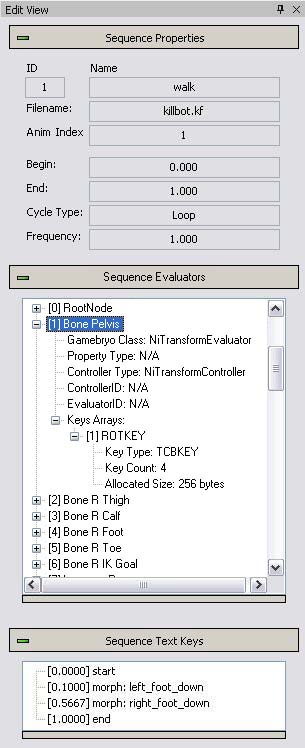 Edit View
Sequence Properties
ID Name
1 walk
Filename: killbot.kf
Anim Index 1
Begin: 0.000
End: 1.000
Cycle Type: Loop
Frequency: 1.000
Sequence Evaluators
[0] RootNode
[1] Bone Pelvis
Gamebryo Class: NiTransformEvaluator
Property Type: N/A
Controller Type: NiTransformController
ControllerID: N/A
EvaluatorID: N/A
Keys Arrays:
[1] ROTKEY
Key Type: TCBKEY
Key Count: 4
Allocated Size: 256 bytes
[2] Bone R Thigh
[3] Bone R Calf
[4] Bone R Foot
[5] Bone R Toe
[6] Bone R IK Goal
Sequence Text Keys
[0.0000] start
[0.1000] morph: left_foot_down
[0.5667] morph: right_foot_down
[1.0000] end